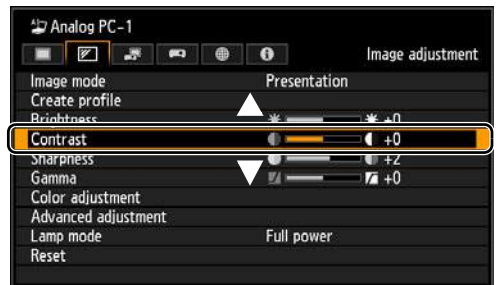 Analog PC-1
Image adjustment
Image mode Presentation
Create profile
Brightness +0
Contrast +0
Sharpness +2
Gamma +0
Color adjustment
Advanced adjustment
Lamp mode Full power
Reset